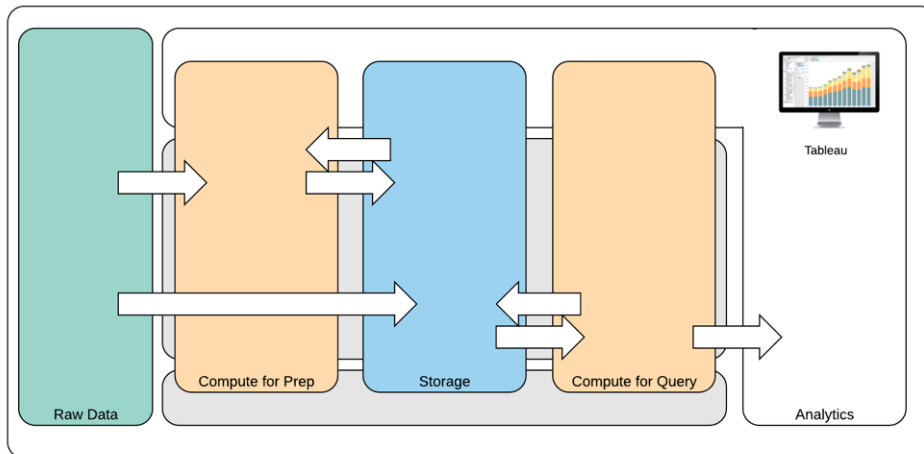 Tableau
Compute for Prep
Storage
Compute for Query
Raw Data
Analytics